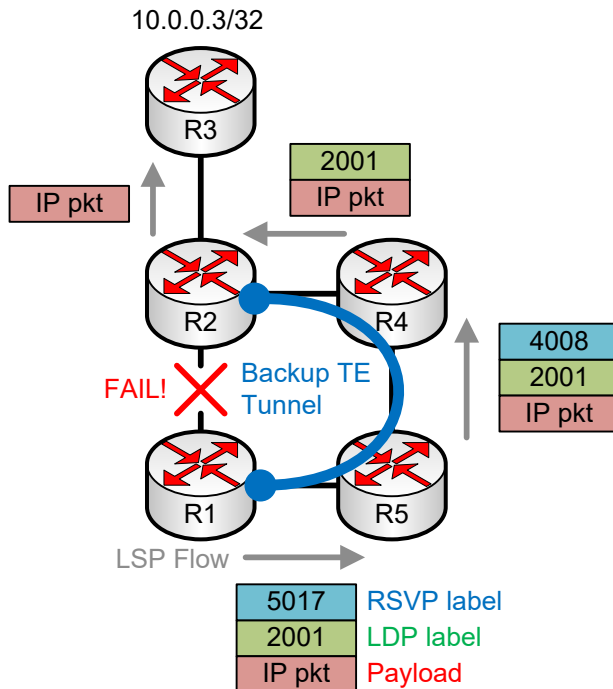 10.0.0.3/32
R3
2001
IP pkt
IP pkt
R2
R4
4008
2001
IP pkt
FAIL!
Backup TE
Tunnel
R1
R5
LSP Flow
5017 RSVP label
2001 LDP label
IP pkt Payload